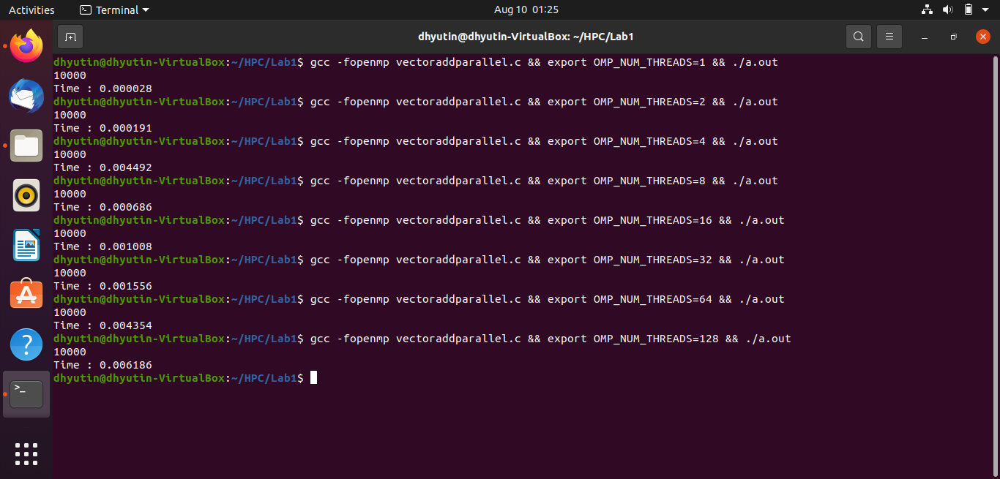 Activities Terminal Aug 10 01:25
dhyutin@dhyutin-VirtualBox: ~/HPC/Lab1
dhyutin@dhyutin-VirtualBox:~/HPC/Lab1$ gcc -fopenmp vectoraddparallel.c && export OMP_NUM_THREADS=1 && ./a.out
10000
Time : 0.000028
dhyutin@dhyutin-VirtualBox:~/HPC/Lab1$ gcc -fopenmp vectoraddparallel.c && export OMP_NUM_THREADS=2 && ./a.out
10000
Time : 0.000191
dhyutin@dhyutin-VirtualBox:~/HPC/Lab1$ gcc -fopenmp vectoraddparallel.c && export OMP_NUM_THREADS=4 && ./a.out
10000
Time : 0.004492
dhyutin@dhyutin-VirtualBox:~/HPC/Lab1$ gcc -fopenmp vectoraddparallel.c && export OMP_NUM_THREADS=8 && ./a.out
10000
Time : 0.000686
dhyutin@dhyutin-VirtualBox:~/HPC/Lab1$ gcc -fopenmp vectoraddparallel.c && export OMP_NUM_THREADS=16 && ./a.out
10000
Time : 0.001008
dhyutin@dhyutin-VirtualBox:~/HPC/Lab1$ gcc -fopenmp vectoraddparallel.c && export OMP_NUM_THREADS=32 && ./a.out
10000
Time : 0.001556
dhyutin@dhyutin-VirtualBox:~/HPC/Lab1$ gcc -fopenmp vectoraddparallel.c && export OMP_NUM_THREADS=64 && ./a.out
10000
Time : 0.004354
dhyutin@dhyutin-VirtualBox:~/HPC/Lab1$ gcc -fopenmp vectoraddparallel.c && export OMP_NUM_THREADS=128 && ./a.out
10000
Time : 0.006186
dhyutin@dhyutin-VirtualBox:~/HPC/Lab1$